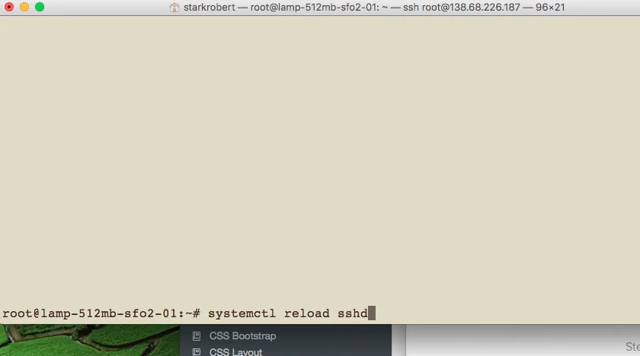 starkrobert — root@lamp-512mb-sfo2-01: ~ — ssh root@138.68.226.187 — 96×21
root@lamp-512mb-sfo2-01:~# systemctl reload sshd
CSS Bootstrap
CSS Layout